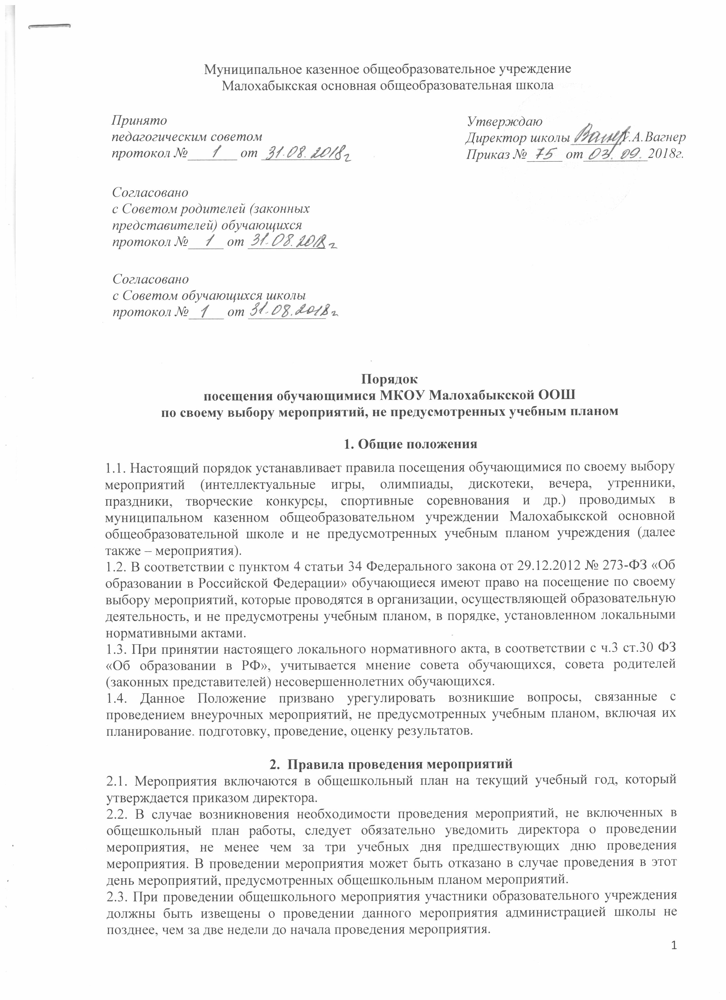 Муниципальное казенное общеобразовательное учреждение
Малохабыкская основная общеобразовательная школа
Принято
педагогическим советом
протокол № 1 от 31.08.2018г
Утверждаю
Директор школы Вагнер Т.А.Вагнер
Приказ № 75 от 03.09. 2018г.
Согласовано
с Советом родителей (законных
представителей) обучающихся
протокол № 1 от 31.08.2018г
Согласовано
с Советом обучающихся школы
протокол № 1 от 31.08.2018г
Порядок
посещения обучающимися МКОУ Малохабыкской ООШ
по своему выбору мероприятий, не предусмотренных учебным планом
1. Общие положения
1.1. Настоящий порядок устанавливает правила посещения обучающимися по своему выбору
мероприятий (интеллектуальные игры, олимпиады, дискотеки, вечера, утренники,
праздники, творческие конкурсы, спортивные соревнования и др.) проводимых в
муниципальном казенном общеобразовательном учреждении Малохабыкской основной
общеобразовательной школе и не предусмотренных учебным планом учреждения (далее
также – мероприятия).
1.2. В соответствии с пунктом 4 статьи 34 Федерального закона от 29.12.2012 № 273-ФЗ «Об
образовании в Российской Федерации» обучающиеся имеют право на посещение по своему
выбору мероприятий, которые проводятся в организации, осуществляющей образовательную
деятельность, и не предусмотрены учебным планом, в порядке, установленном локальными
нормативными актами.
1.3. При принятии настоящего локального нормативного акта, в соответствии с ч.3 ст.30 ФЗ
«Об образовании в РФ», учитывается мнение совета обучающихся, совета родителей
(законных представителей) несовершеннолетних обучающихся.
1.4. Данное Положение призвано урегулировать возникшие вопросы, связанные с
проведением внеурочных мероприятий, не предусмотренных учебным планом, включая их
планирование. подготовку, проведение, оценку результатов.
2. Правила проведения мероприятий
2.1. Мероприятия включаются в общешкольный план на текущий учебный год, который
утверждается приказом директора.
2.2. В случае возникновения необходимости проведения мероприятий, не включенных в
общешкольный план работы, следует обязательно уведомить директора о проведении
мероприятия, не менее чем за три учебных дня предшествующих дню проведения
мероприятия. В проведении мероприятия может быть отказано в случае проведения в этот
день мероприятий, предусмотренных общешкольным планом мероприятий.
2.3. При проведении общешкольного мероприятия участники образовательного учреждения
должны быть извещены о проведении данного мероприятия администрацией школы не
позднее, чем за две недели до начала проведения мероприятия.
1